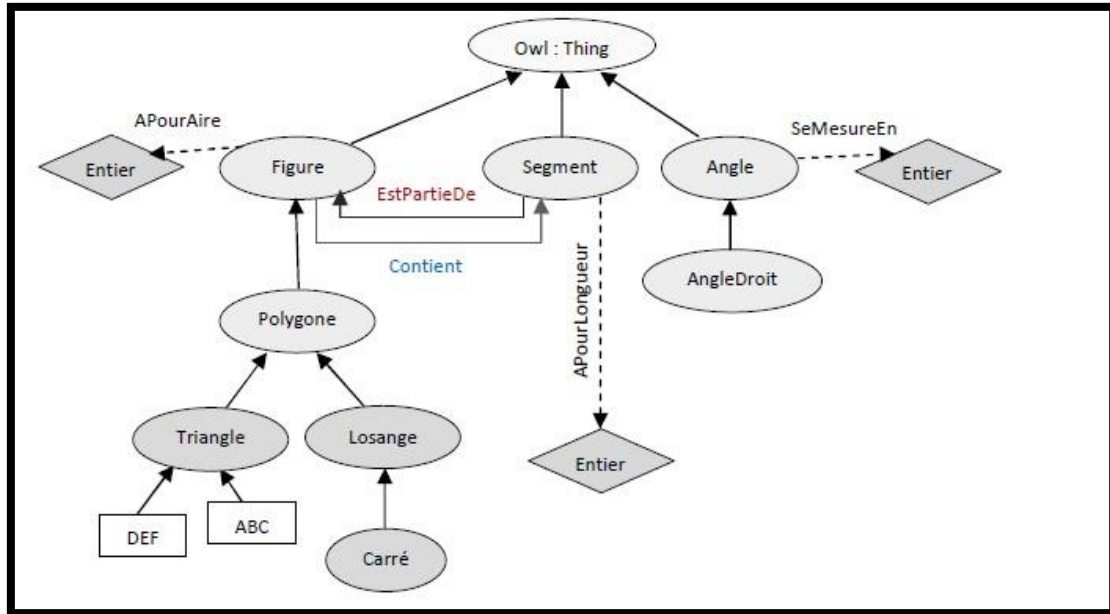 Owl : Thing
APourAire
SeMesureEn
Entier
Figure
Segment
Angle
Entier
EstPartieDe
Contient
APourLongueur
AngleDroit
Polygone
Triangle
Losange
Entier
DEF
ABC
Carré